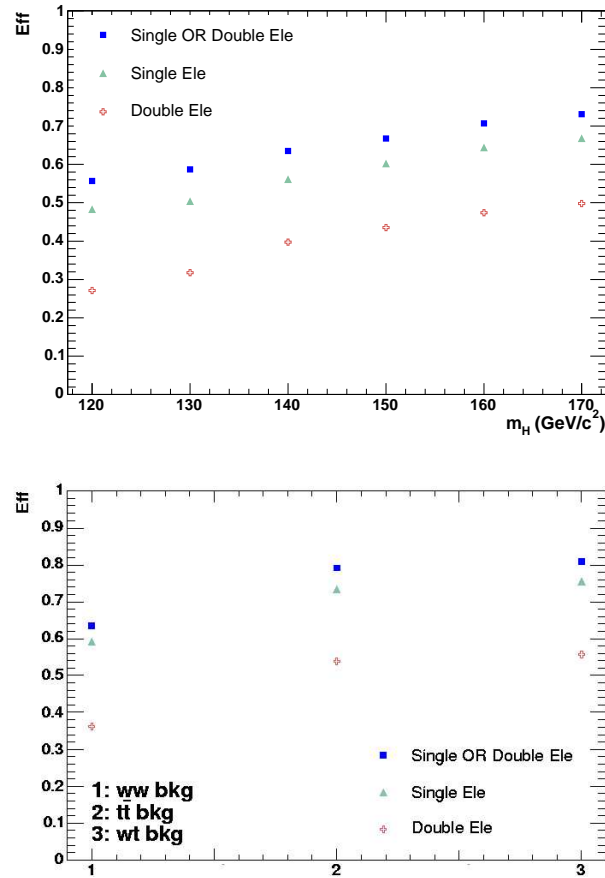 Eff
1
Single OR Double Ele
0.9
Single Ele
0.8
Double Ele
0.7
0.6
0.5
0.4
0.3
0.2
0.1
0
120 130 140 150 160 170
m_H (GeV/c²)
Eff
1
0.9
0.8
0.7
0.6
0.5
0.4
0.3
Single OR Double Ele
0.2
1: ww bkg
Single Ele
2: tt̄ bkg
0.1
Double Ele
3: wt bkg
0
1 2 3